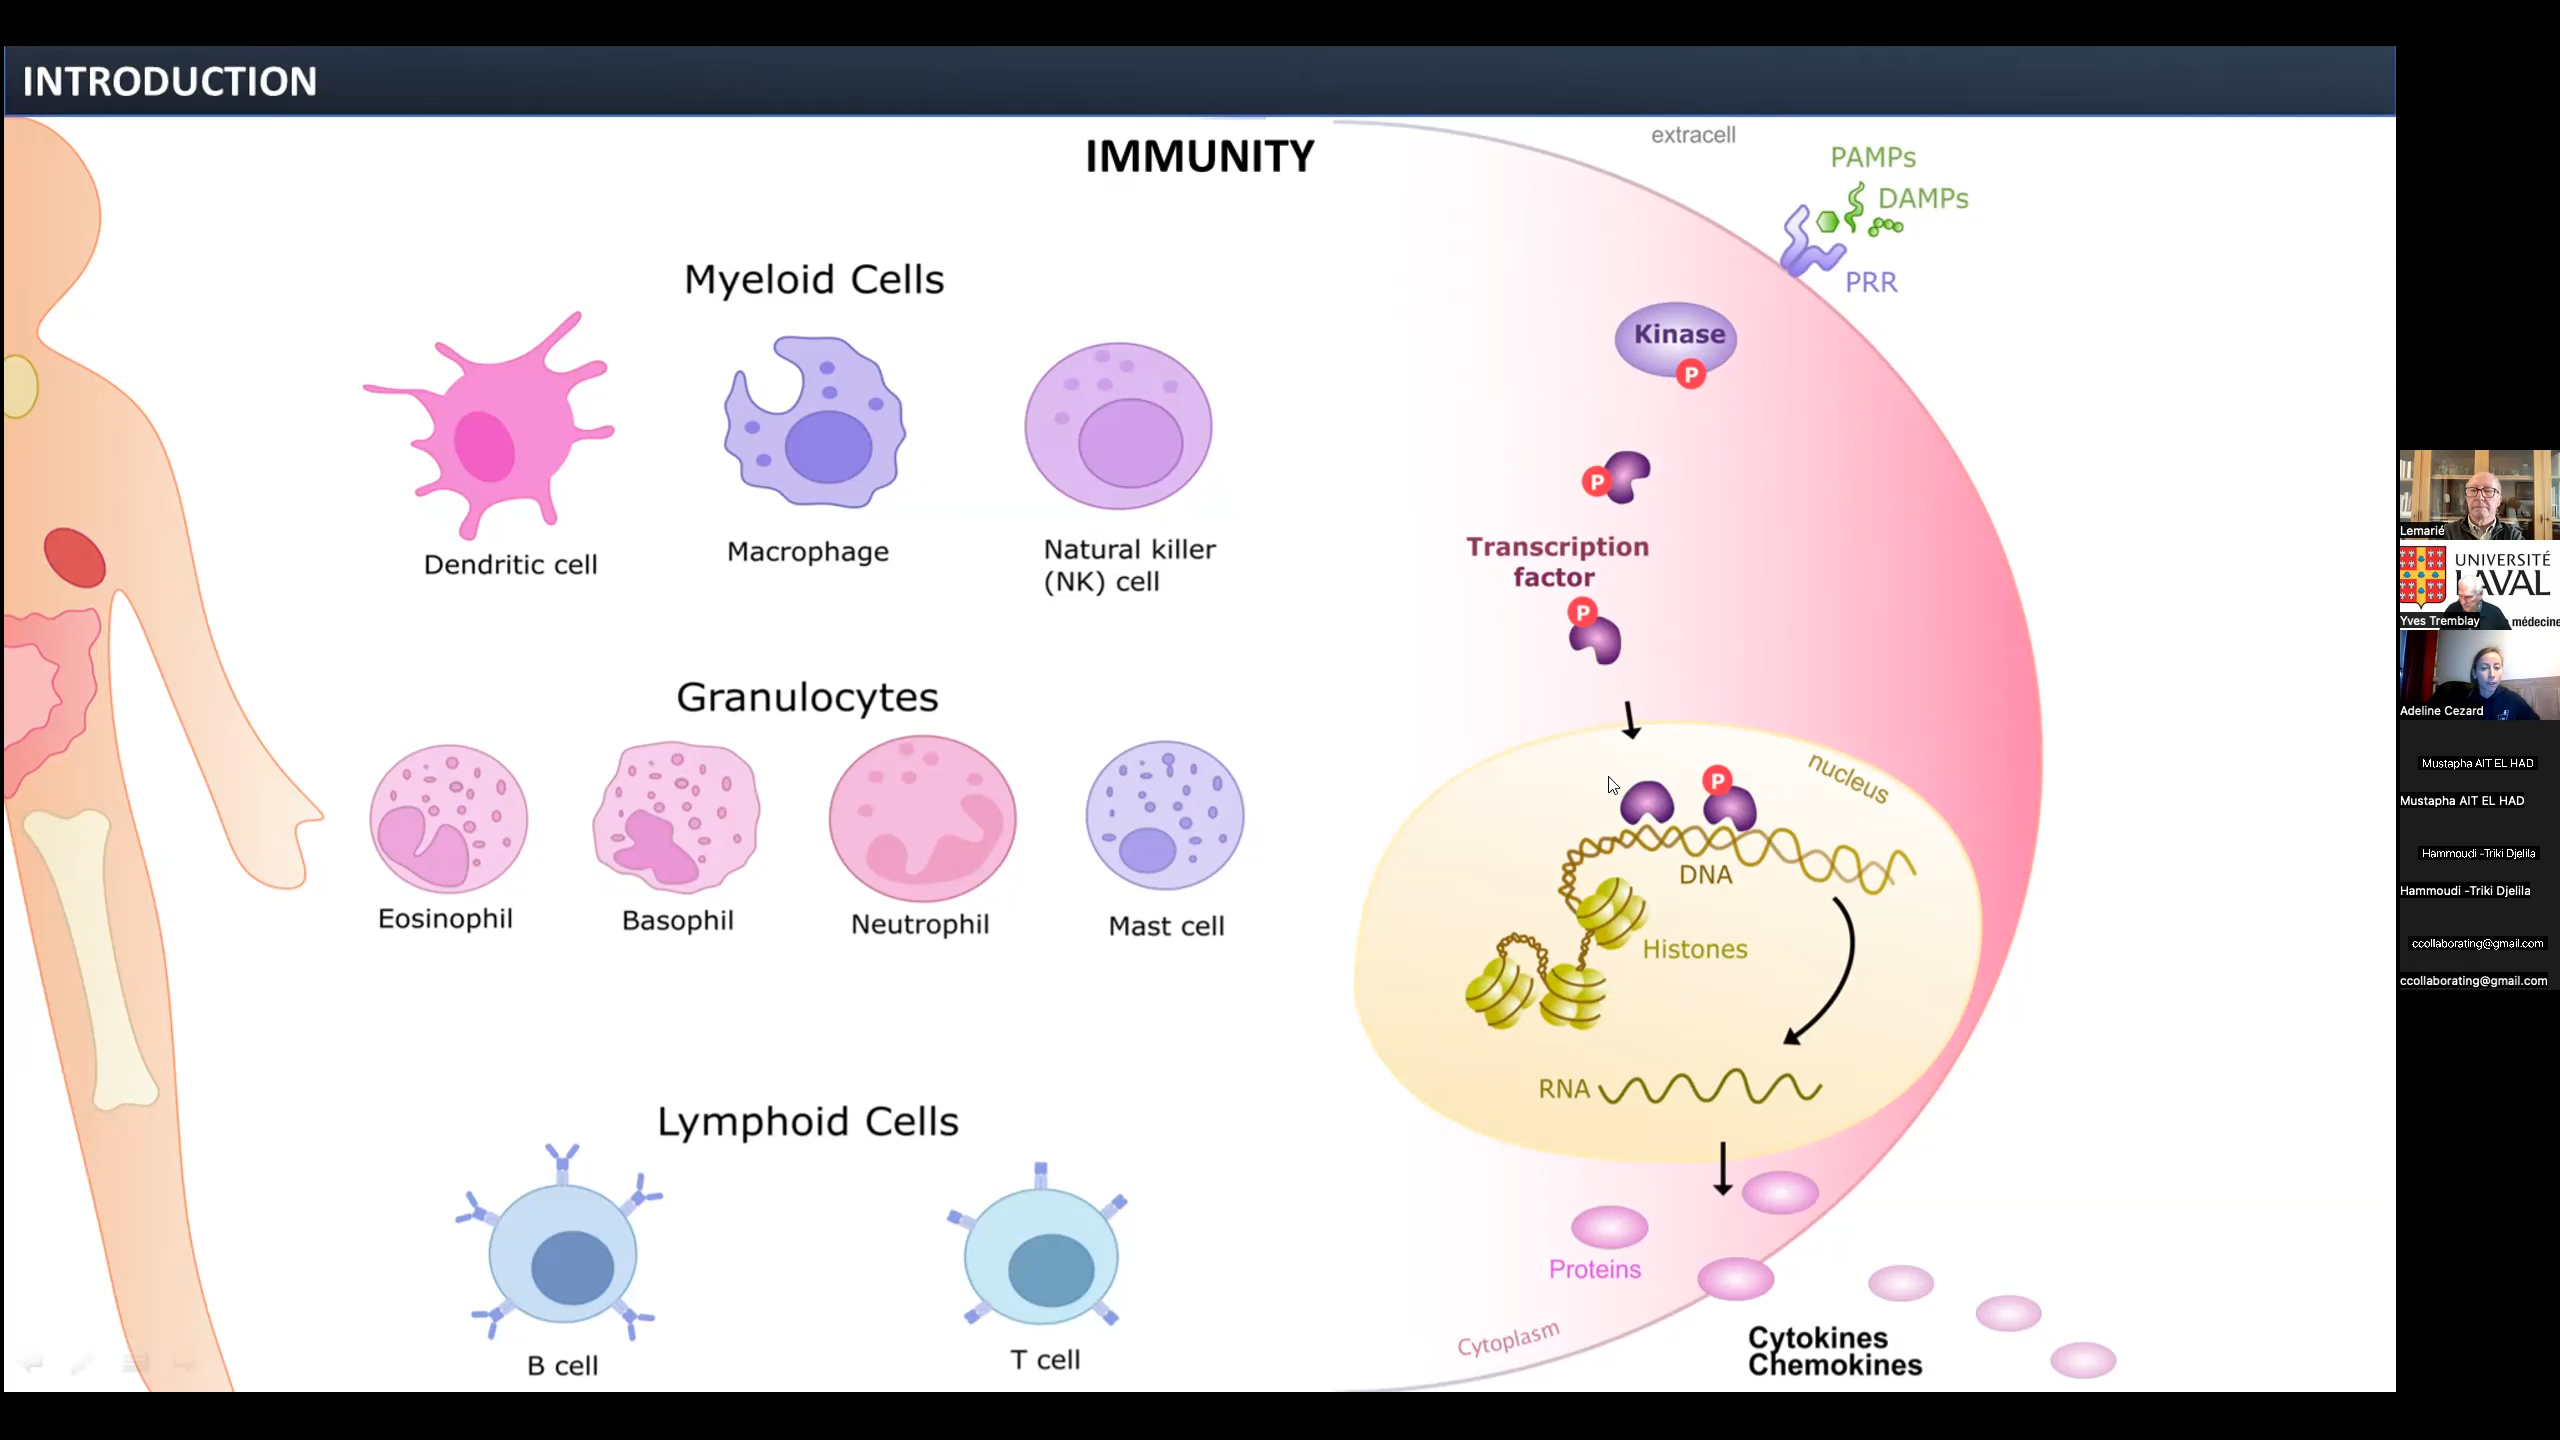 INTRODUCTION
IMMUNITY
extracell
PAMPs
DAMPs
PRR
Myeloid Cells
Kinase
P
P
Dendritic cell
Macrophage
Natural killer
(NK) cell
Transcription
factor
P
Granulocytes
nucleus
P
DNA
Eosinophil
Basophil
Neutrophil
Mast cell
Histones
RNA
Lymphoid Cells
Proteins
Cytoplasm
Cytokines
Chemokines
B cell
T cell
Lemarié
UNIVERSITÉ
LAVAL
Yves Tremblay
médecine
Adeline Cezard
Mustapha AIT EL HAD
Mustapha AIT EL HAD
Hammoudi -Triki Djelila
Hammoudi -Triki Djelila
ccollaborating@gmail.com
ccollaborating@gmail.com